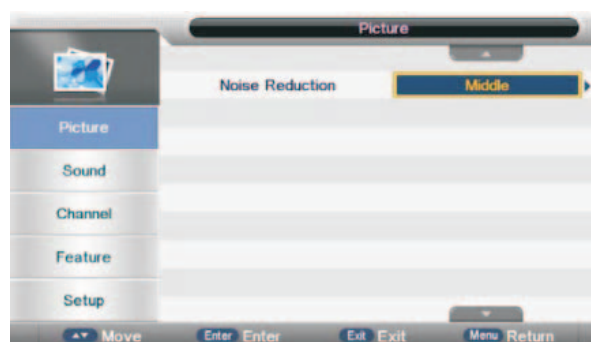 Picture
Noise Reduction Middle
Picture
Sound
Channel
Feature
Setup
Move Enter Enter Exit Exit Menu Return